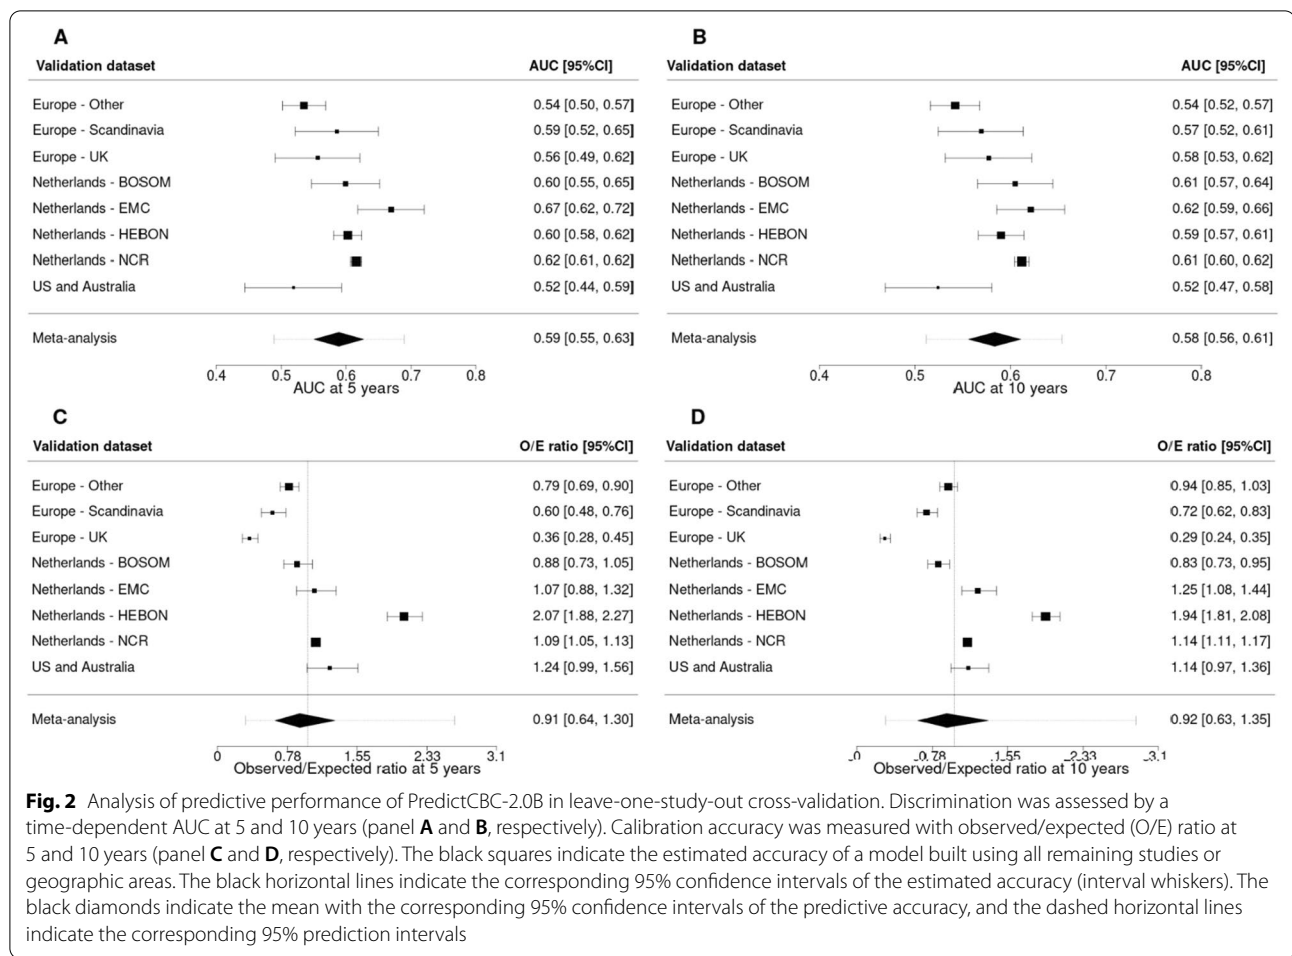 A
Validation dataset AUC [95%CI]
Europe - Other 0.54 [0.50, 0.57]
Europe - Scandinavia 0.59 [0.52, 0.65]
Europe - UK 0.56 [0.49, 0.62]
Netherlands - BOSOM 0.60 [0.55, 0.65]
Netherlands - EMC 0.67 [0.62, 0.72]
Netherlands - HEBON 0.60 [0.58, 0.62]
Netherlands - NCR 0.62 [0.61, 0.62]
US and Australia 0.52 [0.44, 0.59]
Meta-analysis 0.59 [0.55, 0.63]
0.4 0.5 0.6 0.7 0.8
AUC at 5 years
B
Validation dataset AUC [95%CI]
Europe - Other 0.54 [0.52, 0.57]
Europe - Scandinavia 0.57 [0.52, 0.61]
Europe - UK 0.58 [0.53, 0.62]
Netherlands - BOSOM 0.61 [0.57, 0.64]
Netherlands - EMC 0.62 [0.59, 0.66]
Netherlands - HEBON 0.59 [0.57, 0.61]
Netherlands - NCR 0.61 [0.60, 0.62]
US and Australia 0.52 [0.47, 0.58]
Meta-analysis 0.58 [0.56, 0.61]
0.4 0.5 0.6 0.7 0.8
AUC at 10 years
C
Validation dataset O/E ratio [95%CI]
Europe - Other 0.79 [0.69, 0.90]
Europe - Scandinavia 0.60 [0.48, 0.76]
Europe - UK 0.36 [0.28, 0.45]
Netherlands - BOSOM 0.88 [0.73, 1.05]
Netherlands - EMC 1.07 [0.88, 1.32]
Netherlands - HEBON 2.07 [1.88, 2.27]
Netherlands - NCR 1.09 [1.05, 1.13]
US and Australia 1.24 [0.99, 1.56]
Meta-analysis 0.91 [0.64, 1.30]
0 0.78 1.55 2.33 3.1
Observed/Expected ratio at 5 years
D
Validation dataset O/E ratio [95%CI]
Europe - Other 0.94 [0.85, 1.03]
Europe - Scandinavia 0.72 [0.62, 0.83]
Europe - UK 0.29 [0.24, 0.35]
Netherlands - BOSOM 0.83 [0.73, 0.95]
Netherlands - EMC 1.25 [1.08, 1.44]
Netherlands - HEBON 1.94 [1.81, 2.08]
Netherlands - NCR 1.14 [1.11, 1.17]
US and Australia 1.14 [0.97, 1.36]
Meta-analysis 0.92 [0.63, 1.35]
0 0.78 1.55 2.33 3.1
Observed/Expected ratio at 10 years
Fig. 2 Analysis of predictive performance of PredictCBC-2.0B in leave-one-study-out cross-validation. Discrimination was assessed by a
time-dependent AUC at 5 and 10 years (panel A and B, respectively). Calibration accuracy was measured with observed/expected (O/E) ratio at
5 and 10 years (panel C and D, respectively). The black squares indicate the estimated accuracy of a model built using all remaining studies or
geographic areas. The black horizontal lines indicate the corresponding 95% confidence intervals of the estimated accuracy (interval whiskers). The
black diamonds indicate the mean with the corresponding 95% confidence intervals of the predictive accuracy, and the dashed horizontal lines
indicate the corresponding 95% prediction intervals